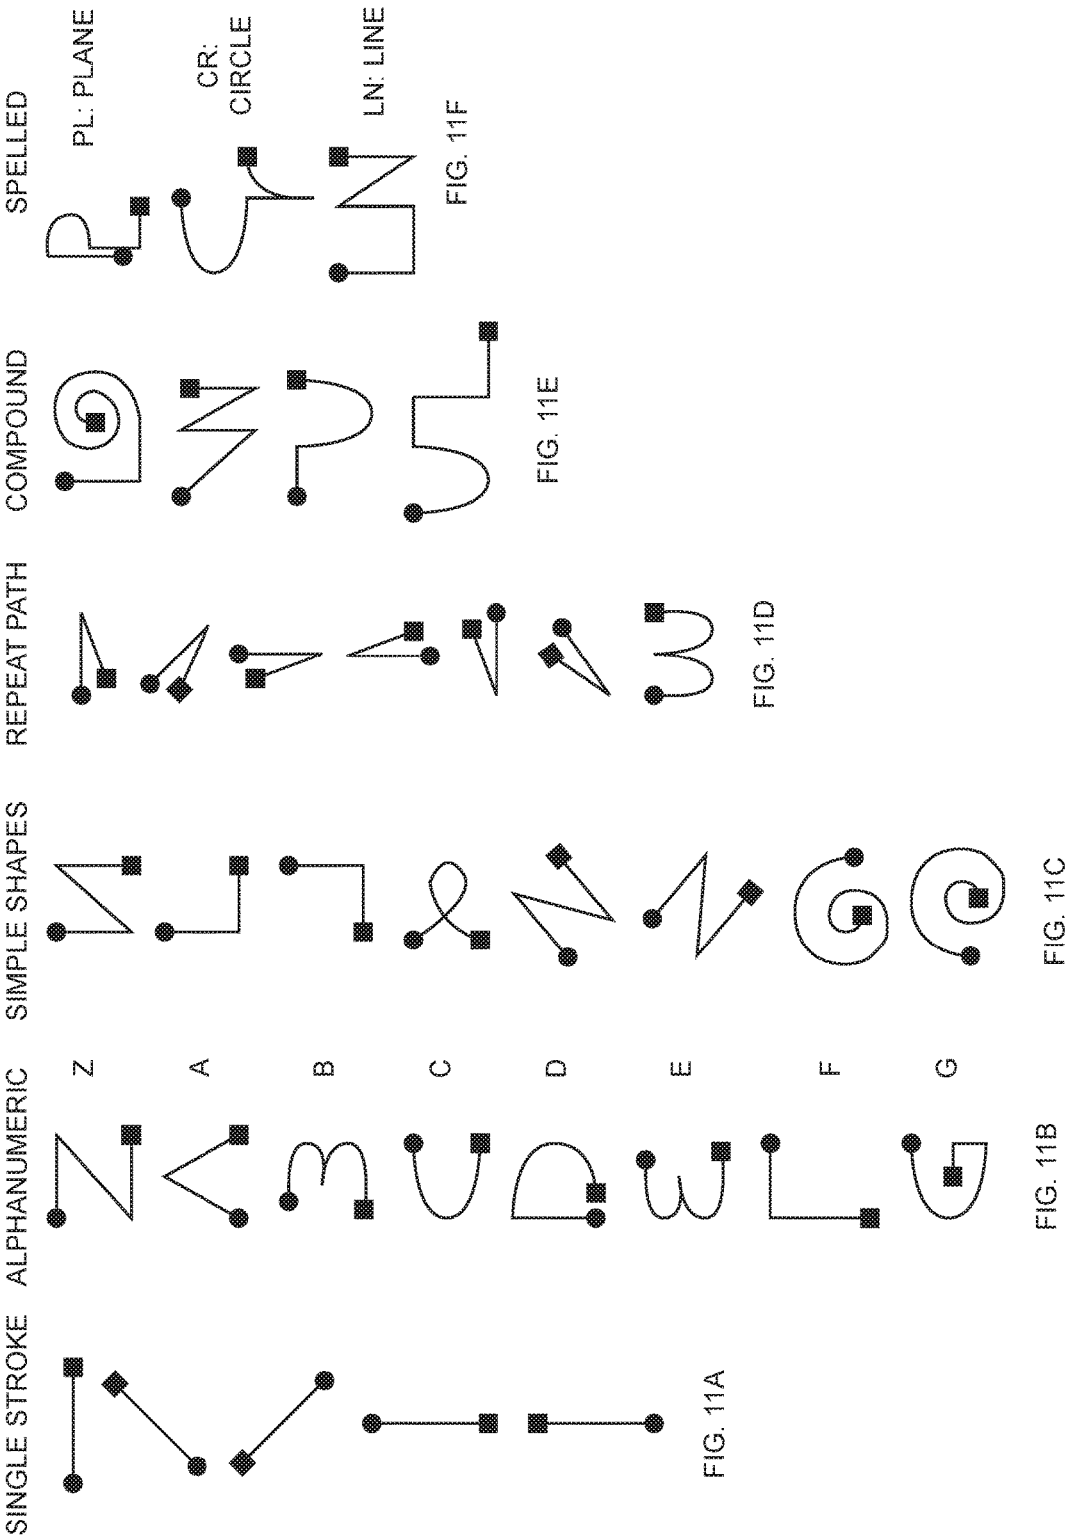 SINGLE STROKE
FIG. 11A
ALPHANUMERIC
Z
A
B
C
D
E
F
G
FIG. 11B
SIMPLE SHAPES
FIG. 11C
REPEAT PATH
FIG. 11D
COMPOUND
FIG. 11E
SPELLED
PL: PLANE
CR:
CIRCLE
LN: LINE
FIG. 11F